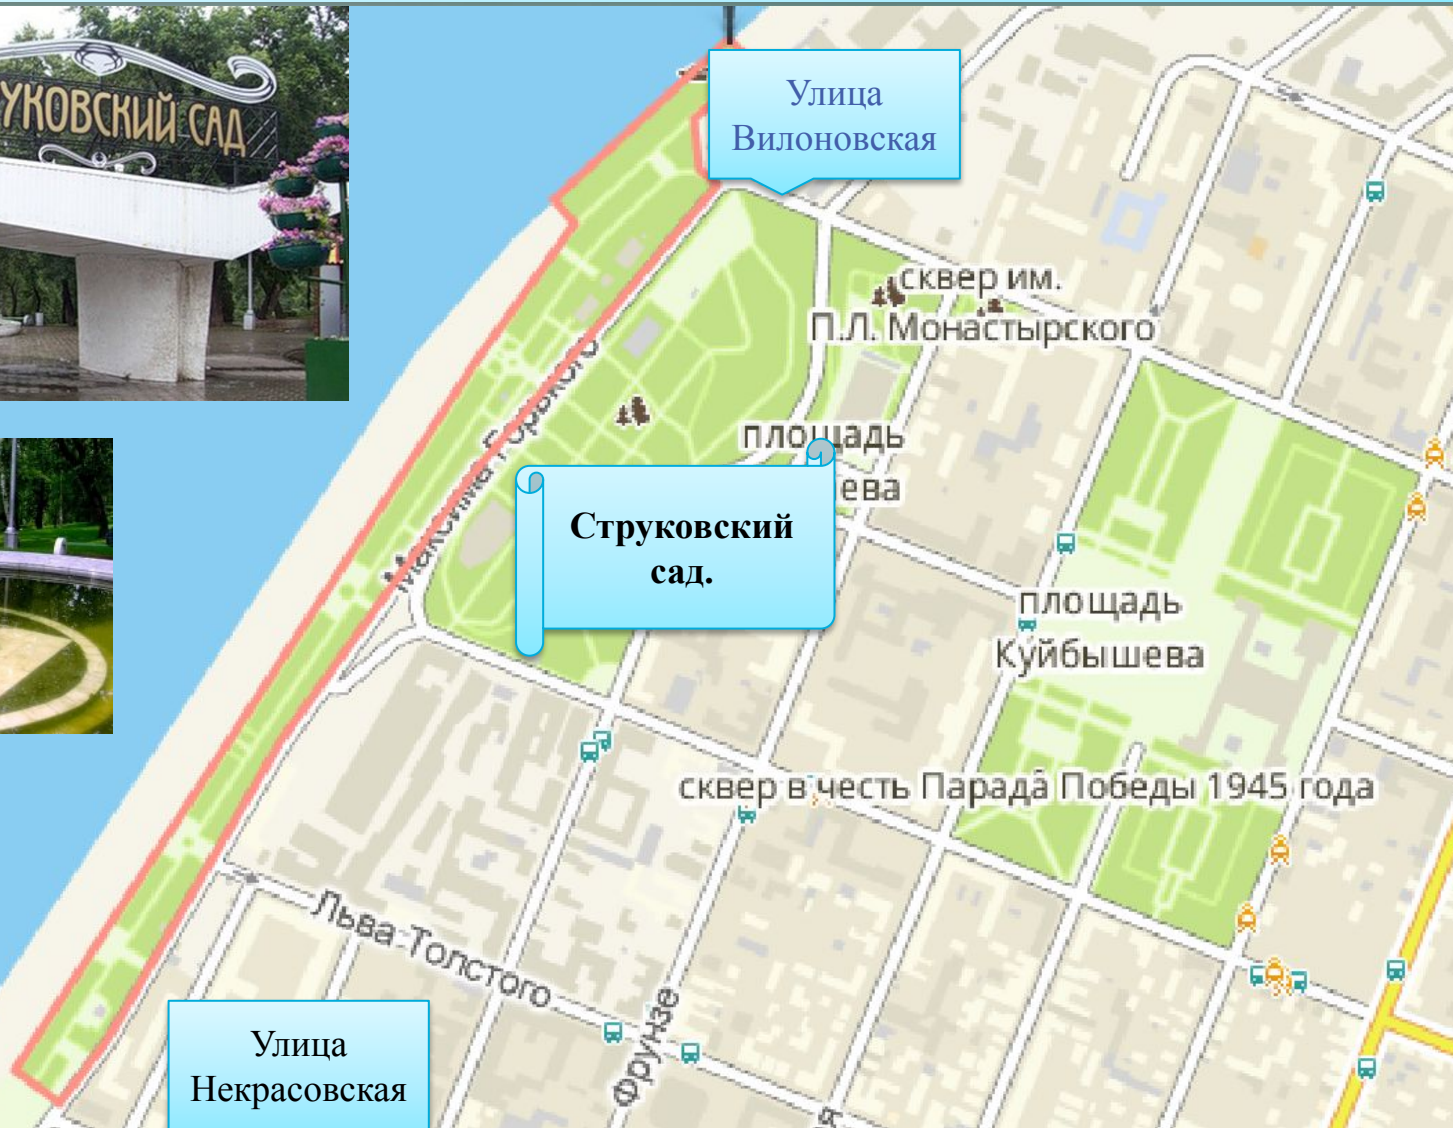 УКОВСКИЙ САД
Улица
Вилоновская
сквер им.
П.Л. Монастырского
Максима Горького
площадь
ева
Струковский
сад.
площадь
Куйбышева
сквер в честь Парада Победы 1945 года
Льва Толстого
Фрунзе
Улица
Некрасовская